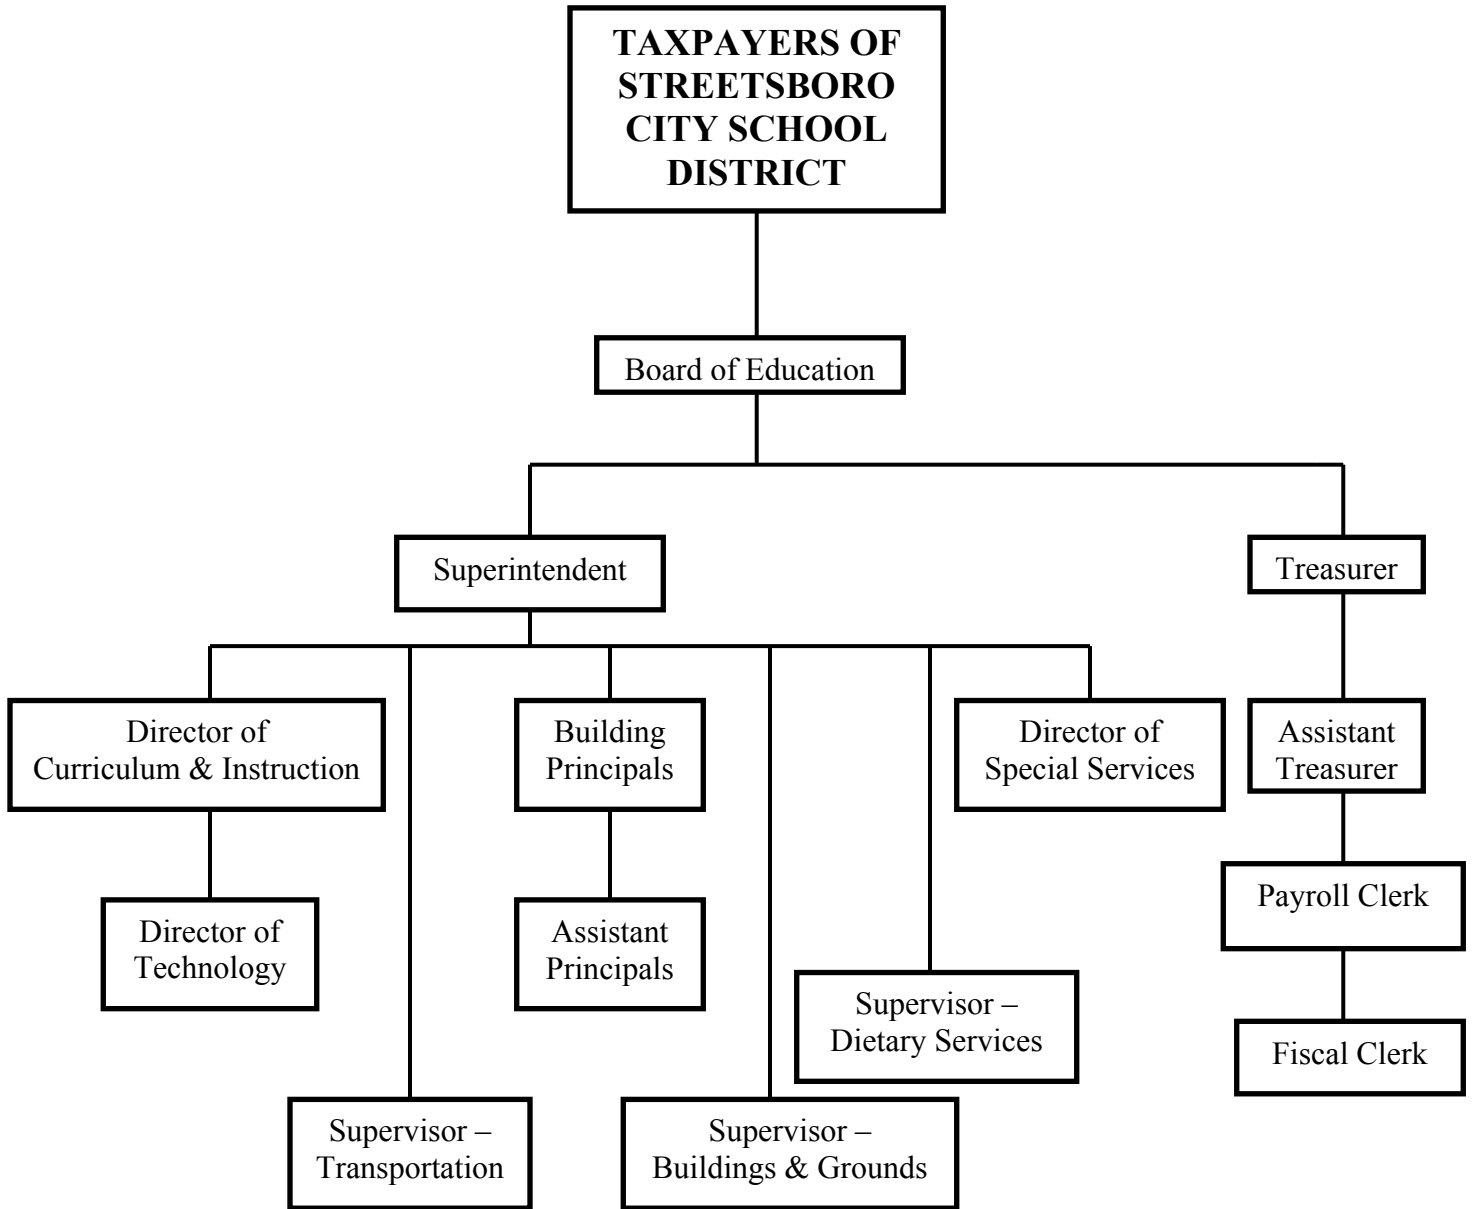 TAXPAYERS OF
STREETSBORO
CITY SCHOOL
DISTRICT
Board of Education
Superintendent
Treasurer
Director of
Curriculum & Instruction
Building
Principals
Director of
Special Services
Assistant
Treasurer
Payroll Clerk
Director of
Technology
Assistant
Principals
Supervisor –
Dietary Services
Fiscal Clerk
Supervisor –
Transportation
Supervisor –
Buildings & Grounds